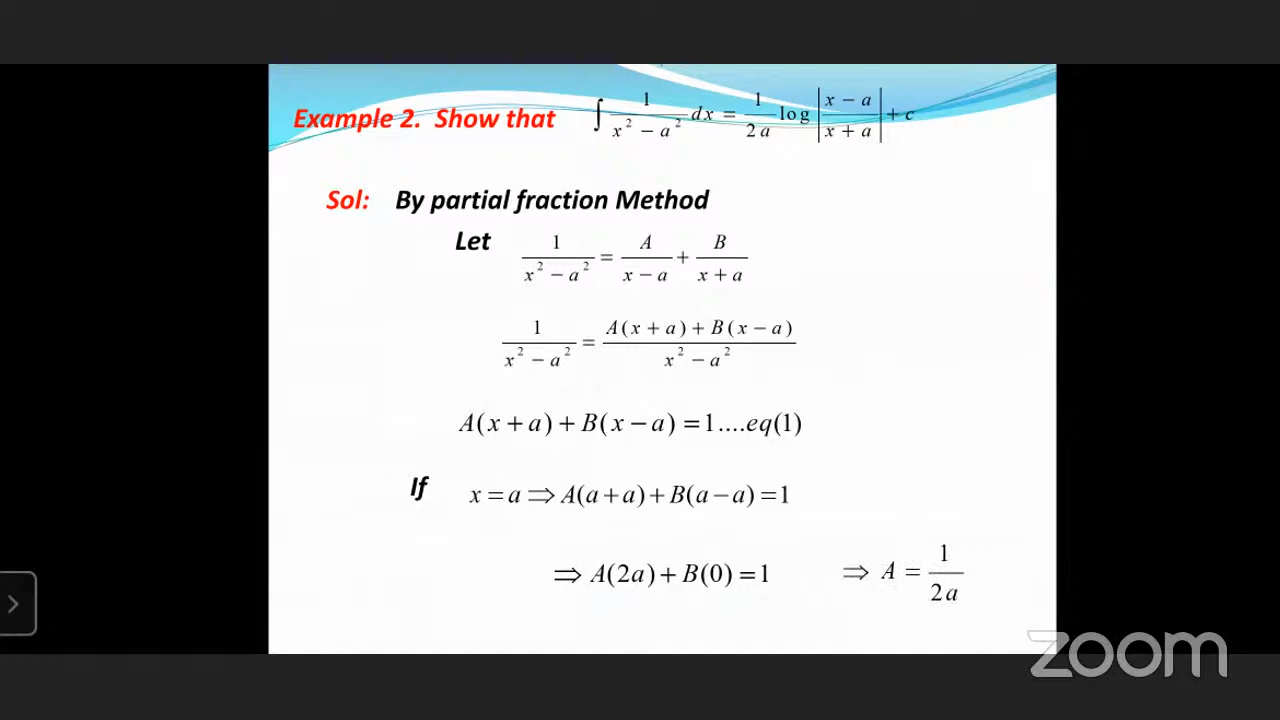 Example 2. Show that ∫ 1/(x² − a²) dx = 1/(2a) log |(x − a)/(x + a)| + c
Sol: By partial fraction Method
Let 1/(x² − a²) = A/(x − a) + B/(x + a)
1/(x² − a²) = (A(x + a) + B(x − a))/(x² − a²)
A(x + a) + B(x − a) = 1....eq(1)
If x = a ⇒ A(a + a) + B(a − a) = 1
⇒ A(2a) + B(0) = 1 ⇒ A = 1/(2a)
zoom